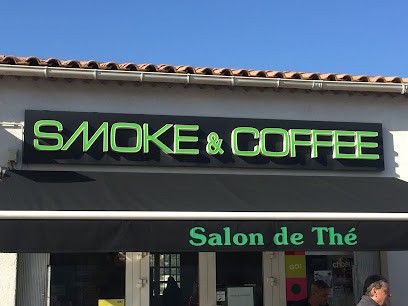 SMOKE & COFFEE
Salon de Thé